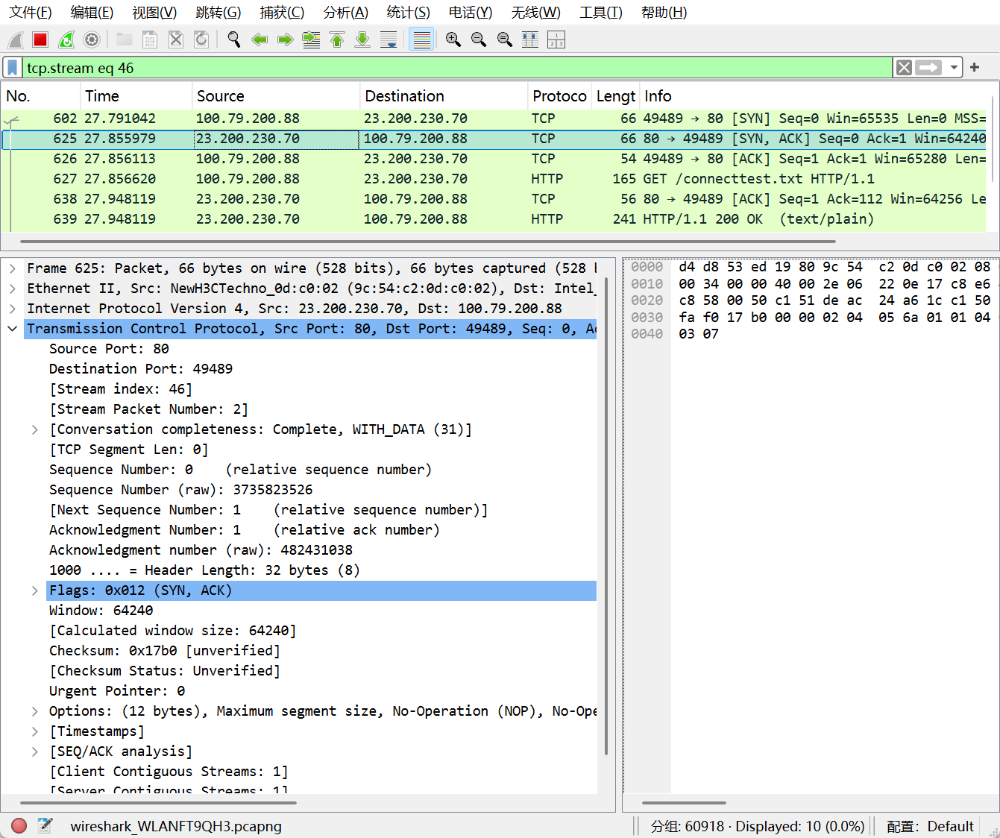 文件(F) 编辑(E) 视图(V) 跳转(G) 捕获(C) 分析(A) 统计(S) 电话(Y) 无线(W) 工具(T) 帮助(H)
tcp.stream eq 46
No. Time Source Destination Protoco Lengt Info
602 27.791042 100.79.200.88 23.200.230.70 TCP 66 49489 → 80 [SYN] Seq=0 Win=65535 Len=0 MSS=
625 27.855979 23.200.230.70 100.79.200.88 TCP 66 80 → 49489 [SYN, ACK] Seq=0 Ack=1 Win=64240
626 27.856113 100.79.200.88 23.200.230.70 TCP 54 49489 → 80 [ACK] Seq=1 Ack=1 Win=65280 Len=
627 27.856620 100.79.200.88 23.200.230.70 HTTP 165 GET /connecttest.txt HTTP/1.1
638 27.948119 23.200.230.70 100.79.200.88 TCP 56 80 → 49489 [ACK] Seq=1 Ack=112 Win=64256 Le
639 27.948119 23.200.230.70 100.79.200.88 HTTP 241 HTTP/1.1 200 OK (text/plain)
Frame 625: Packet, 66 bytes on wire (528 bits), 66 bytes captured (528 b
Ethernet II, Src: NewH3CTechno_0d:c0:02 (9c:54:c2:0d:c0:02), Dst: Intel_
Internet Protocol Version 4, Src: 23.200.230.70, Dst: 100.79.200.88
Transmission Control Protocol, Src Port: 80, Dst Port: 49489, Seq: 0, Ac
Source Port: 80
Destination Port: 49489
[Stream index: 46]
[Stream Packet Number: 2]
[Conversation completeness: Complete, WITH_DATA (31)]
[TCP Segment Len: 0]
Sequence Number: 0 (relative sequence number)
Sequence Number (raw): 3735823526
[Next Sequence Number: 1 (relative sequence number)]
Acknowledgment Number: 1 (relative ack number)
Acknowledgment number (raw): 482431038
1000 .... = Header Length: 32 bytes (8)
Flags: 0x012 (SYN, ACK)
Window: 64240
[Calculated window size: 64240]
Checksum: 0x17b0 [unverified]
[Checksum Status: Unverified]
Urgent Pointer: 0
Options: (12 bytes), Maximum segment size, No-Operation (NOP), No-Ope
[Timestamps]
[SEQ/ACK analysis]
[Client Contiguous Streams: 1]
[Server Contiguous Streams: 1]
0000 d4 d8 53 ed 19 80 9c 54 c2 0d c0 02 08
0010 00 34 00 00 40 00 2e 06 22 0e 17 c8 e6
0020 c8 58 00 50 c1 51 de ac 24 a6 1c c1 50
0030 fa f0 17 b0 00 00 02 04 05 6a 01 01 04
0040 03 07
wireshark_WLANFT9QH3.pcapng 分组: 60918 · Displayed: 10 (0.0%) 配置: Default